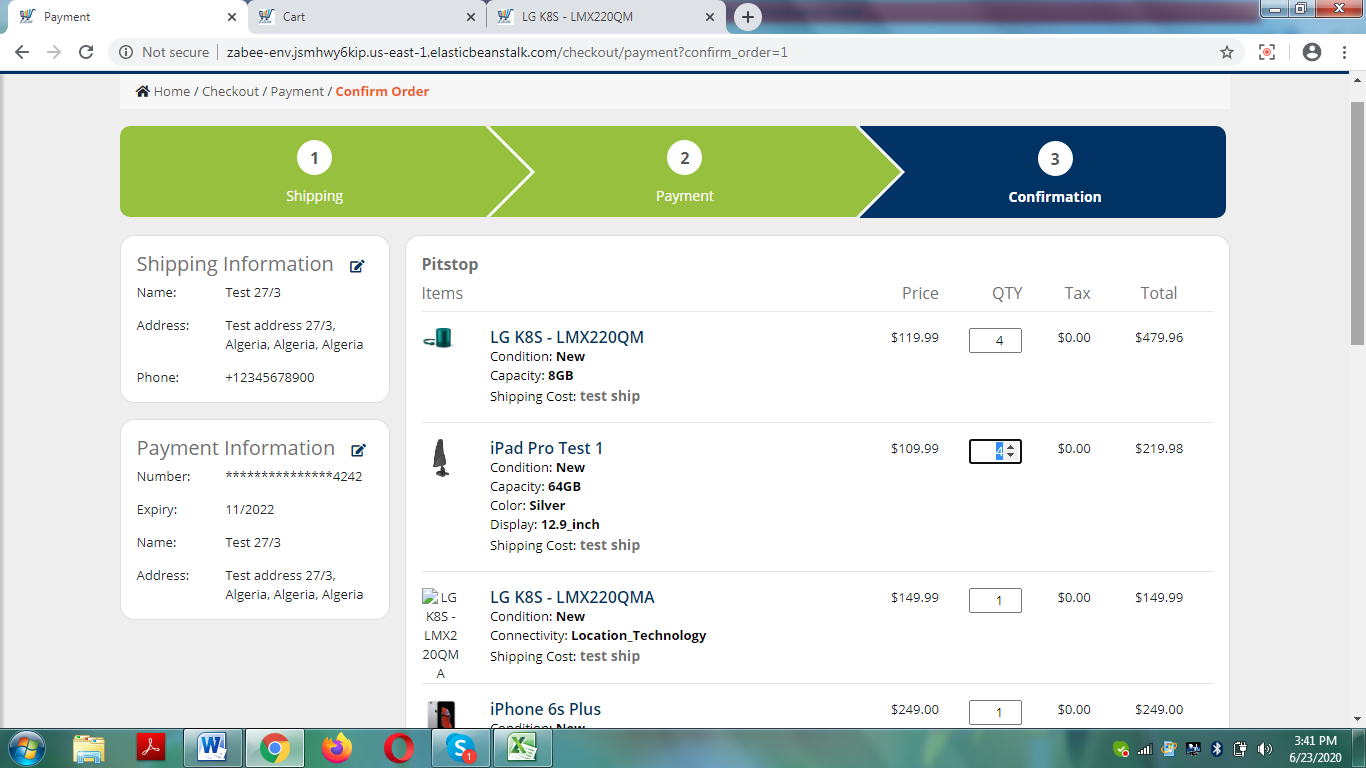 Payment
Cart
LG K8S - LMX220QM
Not secure | zabee-env.jsmhwy6kip.us-east-1.elasticbeanstalk.com/checkout/payment?confirm_order=1
Home / Checkout / Payment / Confirm Order
1
Shipping
2
Payment
3
Confirmation
Shipping Information
Name: Test 27/3
Address: Test address 27/3,
Algeria, Algeria, Algeria
Phone: +12345678900
Payment Information
Number: ***************4242
Expiry: 11/2022
Name: Test 27/3
Address: Test address 27/3,
Algeria, Algeria, Algeria
Pitstop
Items Price QTY Tax Total
LG K8S - LMX220QM $119.99 4 $0.00 $479.96
Condition: New
Capacity: 8GB
Shipping Cost: test ship
iPad Pro Test 1 $109.99 4 $0.00 $219.98
Condition: New
Capacity: 64GB
Color: Silver
Display: 12.9_inch
Shipping Cost: test ship
LG
K8S -
LMX2
20QM
A
LG K8S - LMX220QMA $149.99 1 $0.00 $149.99
Condition: New
Connectivity: Location_Technology
Shipping Cost: test ship
iPhone 6s Plus $249.00 1 $0.00 $249.00
Condition: New
1
3:41 PM
6/23/2020